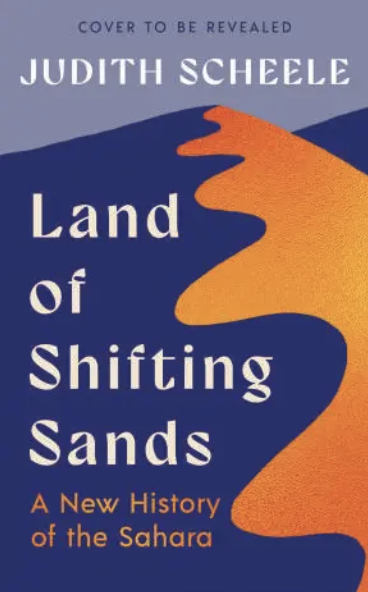 COVER TO BE REVEALED
JUDITH SCHEELE
Land
of
Shifting
Sands
A New History
of the Sahara